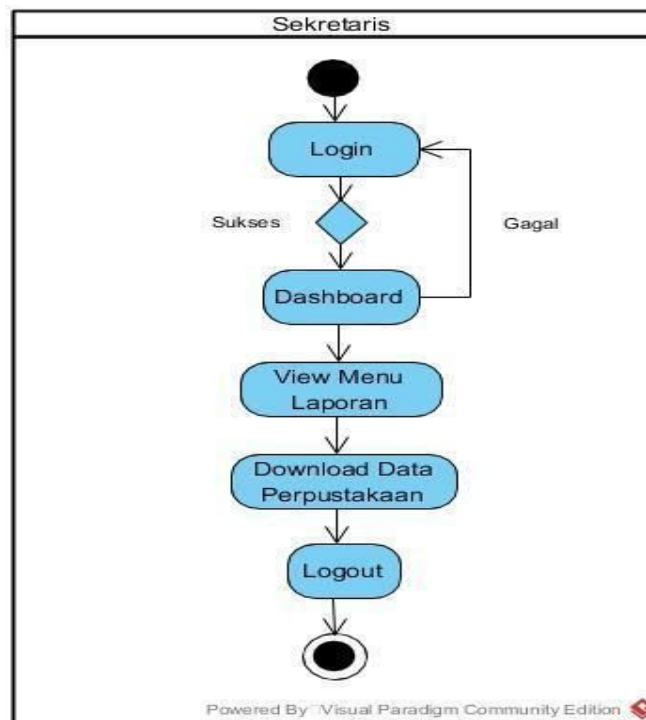 Sekretaris
Login
Sukses
Gagal
Dashboard
View Menu
Laporan
Download Data
Perpustakaan
Logout
Powered By Visual Paradigm Community Edition